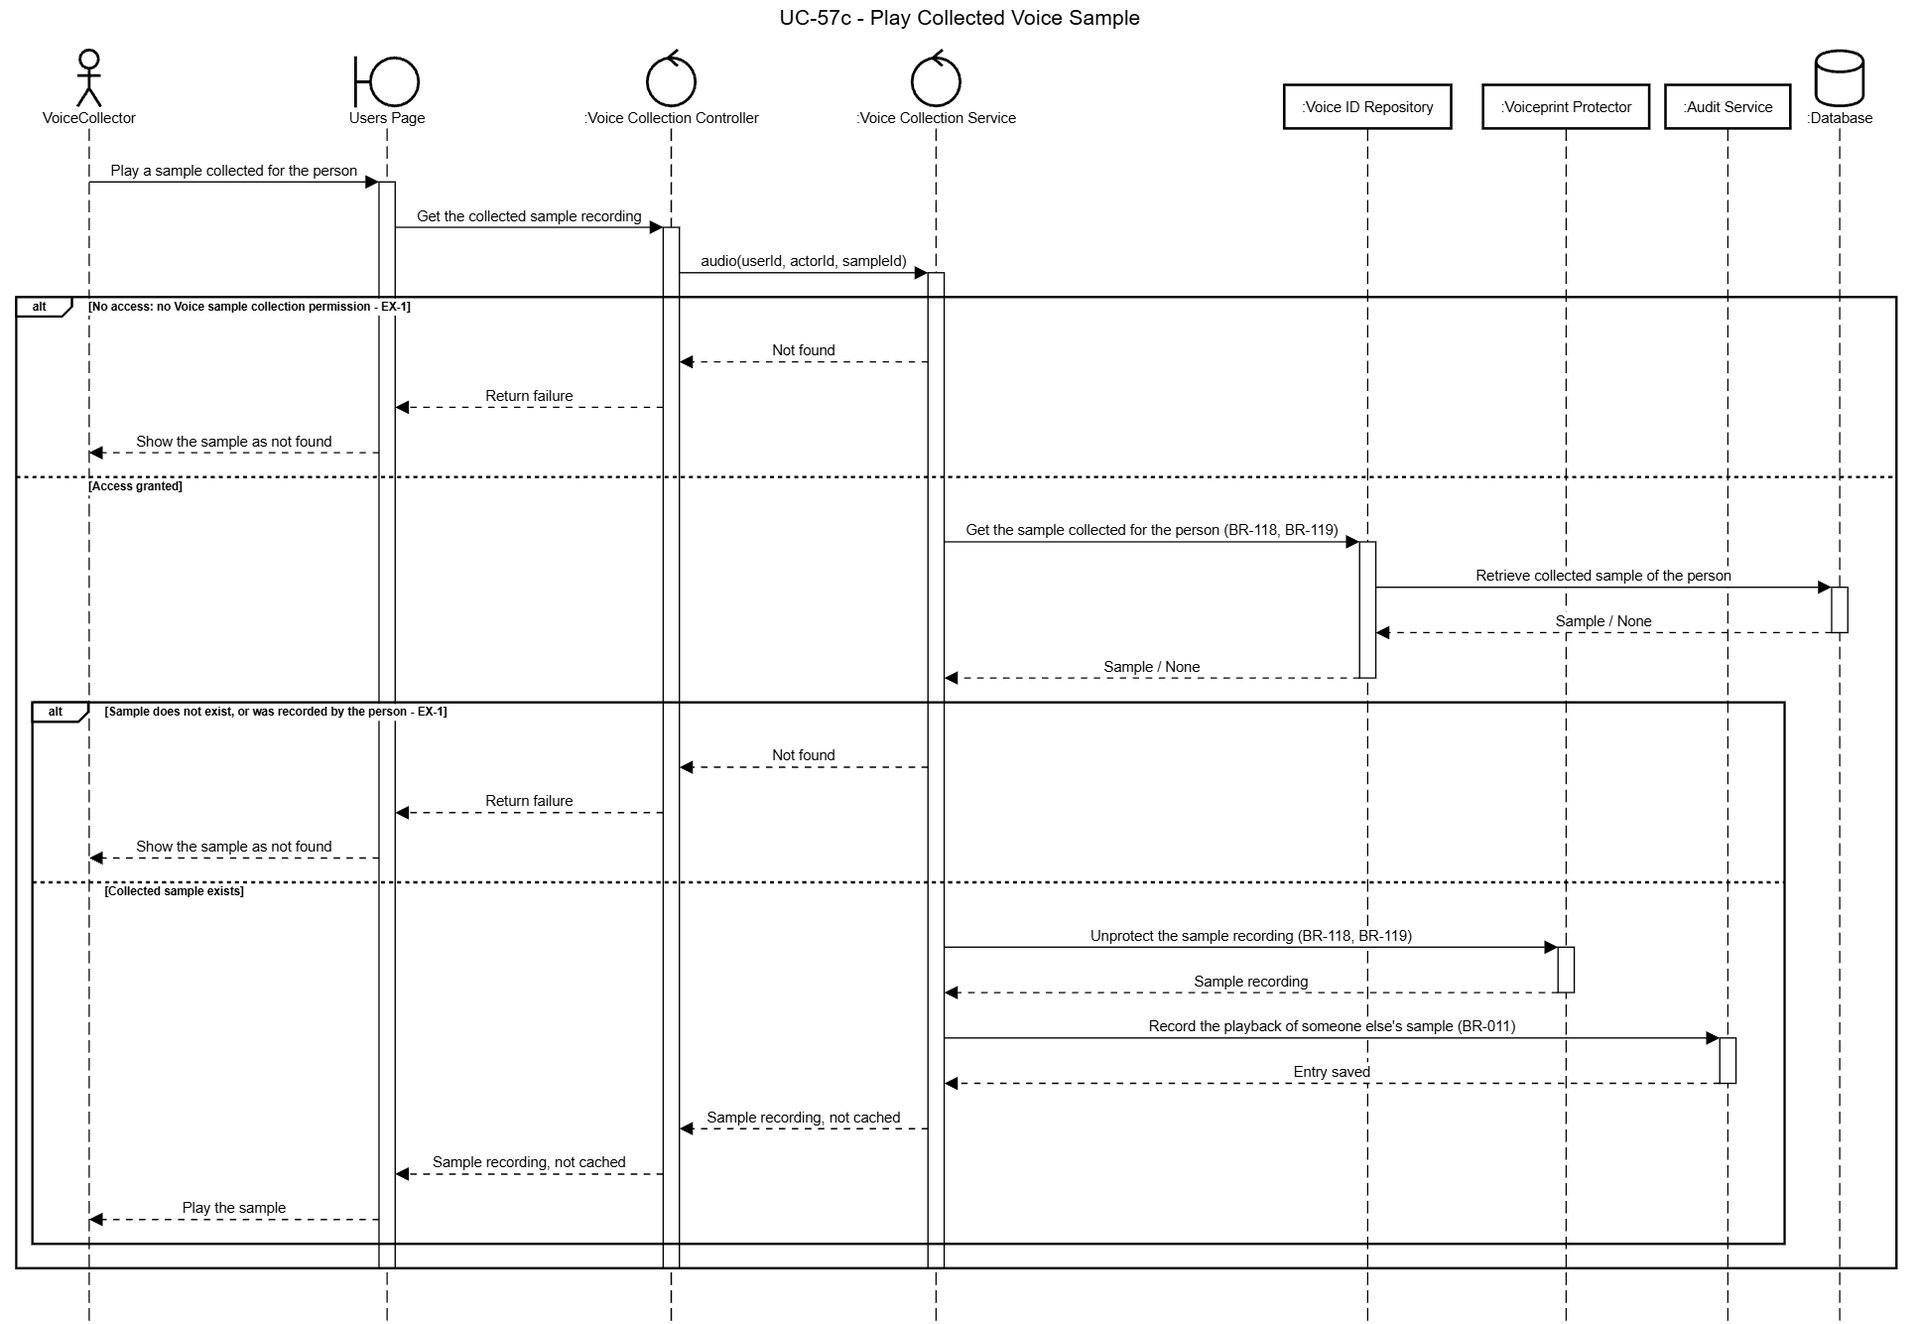 UC-57c - Play Collected Voice Sample
VoiceCollector
Users Page
:Voice Collection Controller
:Voice Collection Service
:Voice ID Repository
:Voiceprint Protector
:Audit Service
:Database
Play a sample collected for the person
Get the collected sample recording
audio(userId, actorId, sampleId)
alt
[No access: no Voice sample collection permission - EX-1]
Not found
Return failure
Show the sample as not found
[Access granted]
Get the sample collected for the person (BR-118, BR-119)
Retrieve collected sample of the person
Sample / None
Sample / None
alt
[Sample does not exist, or was recorded by the person - EX-1]
Not found
Return failure
Show the sample as not found
[Collected sample exists]
Unprotect the sample recording (BR-118, BR-119)
Sample recording
Record the playback of someone else's sample (BR-011)
Entry saved
Sample recording, not cached
Sample recording, not cached
Play the sample